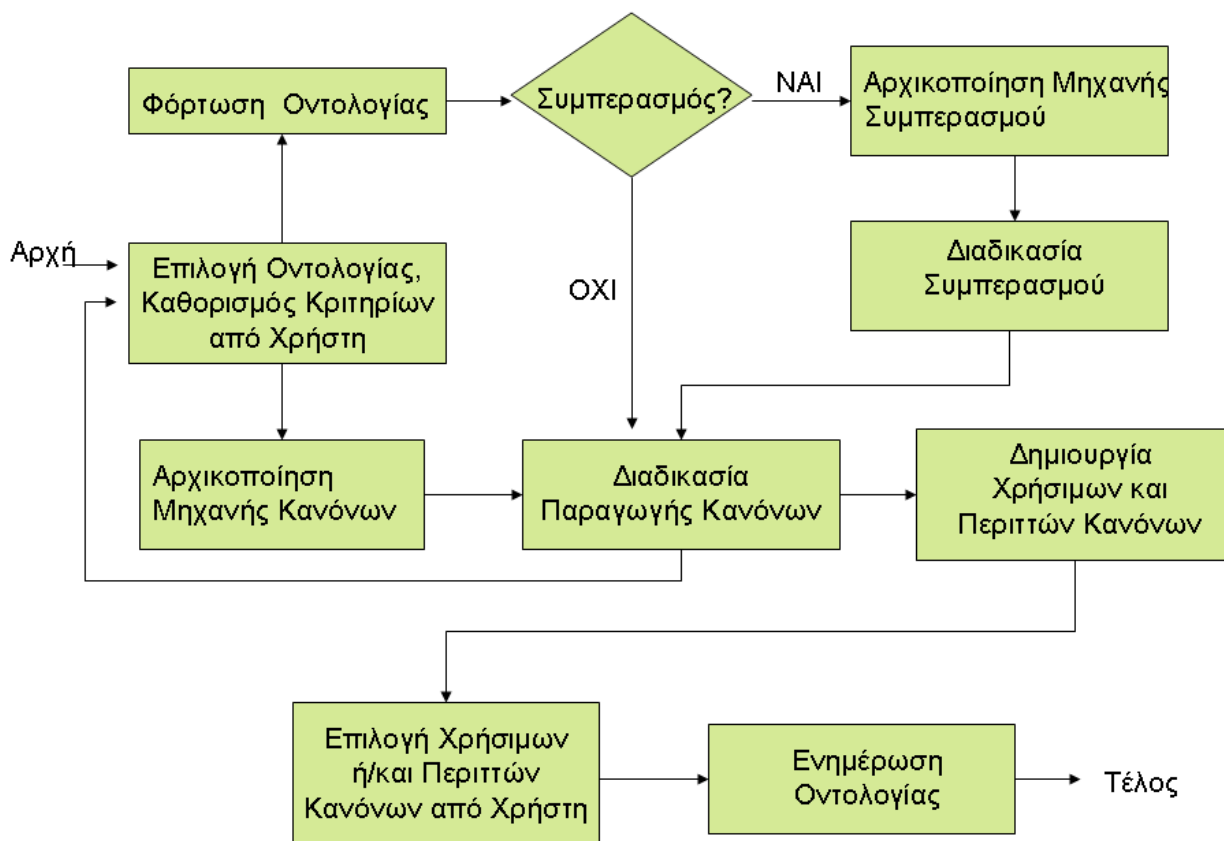 Φόρτωση Οντολογίας
Συμπερασμός?
ΝΑΙ
Αρχικοποίηση Μηχανής
Συμπερασμού
Αρχή
Επιλογή Οντολογίας,
Καθορισμός Κριτηρίων
από Χρήστη
ΟΧΙ
Διαδικασία
Συμπερασμού
Αρχικοποίηση
Μηχανής Κανόνων
Διαδικασία
Παραγωγής Κανόνων
Δημιουργία
Χρήσιμων και
Περιττών Κανόνων
Επιλογή Χρήσιμων
ή/και Περιττών
Κανόνων από Χρήστη
Ενημέρωση
Οντολογίας
Τέλος